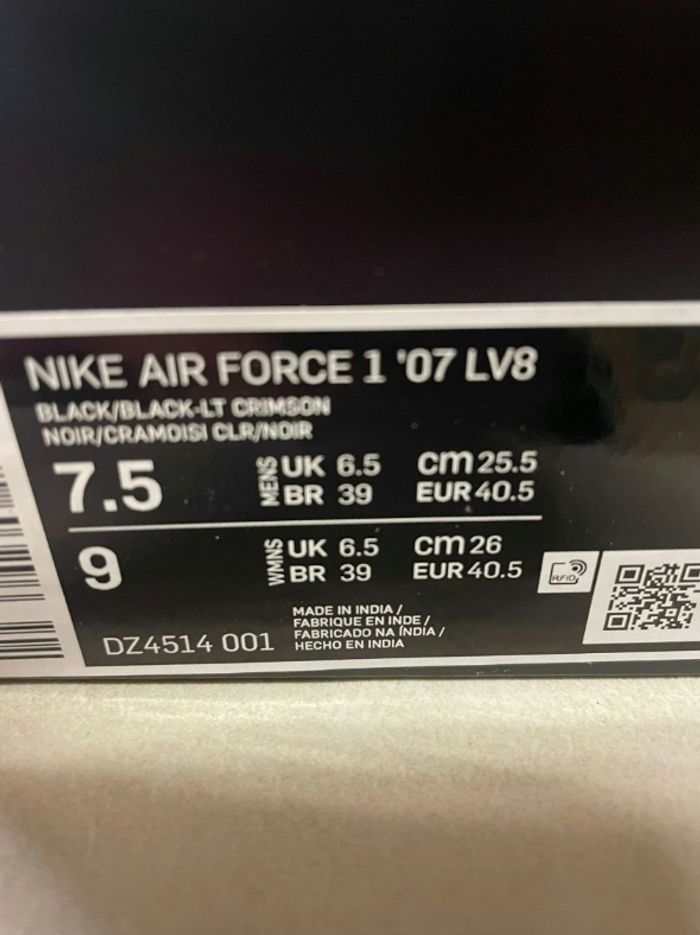 NIKE AIR FORCE 1 '07 LV8
BLACK/BLACK-LT CRIMSON
NOIR/CRAMOISI CLR/NOIR
7.5 MENS UK 6.5 cm 25.5
BR 39 EUR 40.5
9 WMNS UK 6.5 cm 26
BR 39 EUR 40.5
RFID
MADE IN INDIA /
FABRIQUE EN INDE /
FABRICADO NA ÍNDIA /
DZ4514 001 HECHO EN INDIA